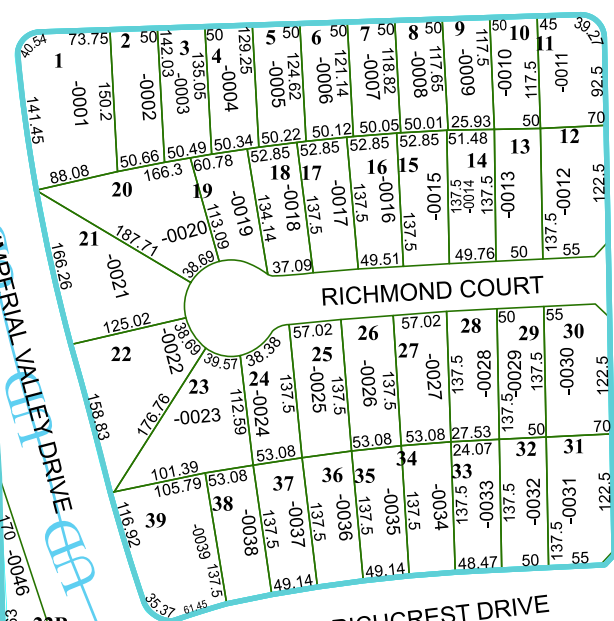 40.54 73.75 2 50 3 50 129.25 5 50 6 50 7 50 8 50 9 50 10 45 39.27
1 142.03 135.05 4 124.62 121.14 118.82 117.65 117.5 11
-0001 150.2 -0002 -0003 -0004 -0005 -0006 -0007 -0008 -0009 -0010 117.5 -0011 92.5
141.45
88.08 50.66 50.49 50.34 50.22 50.12 50.05 50.01 25.93 50 70
166.3 60.78 52.85 52.85 52.85 52.85 51.48 12
20 19 18 17 16 15 14 13
187.71 -0020 113.09 -0019 134.14 -0018 137.5 -0017 137.5 -0016 137.5 -0015 137.5 -0014 137.5 -0013 137.5 -0012 122.5
21
166.26 -0021 38.69 37.09 49.51 49.76 50 55
RICHMOND COURT
125.02 38.69 39.57 38.38 57.02 57.02 50 55
22 -0022 25 26 27 28 29 30
23 24
158.83 176.76 -0023 112.59 -0024 137.5 -0025 137.5 -0026 137.5 -0027 137.5 -0028 137.5 -0029 137.5 -0030 122.5
101.39 53.08 53.08 53.08 27.53 50 70
105.79 53.08 24.07
39 38 37 36 35 34 33 32 31
116.92 -0039 137.5 -0038 137.5 -0037 137.5 -0036 137.5 -0035 137.5 -0034 137.5 -0033 137.5 -0032 137.5 -0031 122.5
35.37 61.45 49.14 49.14 48.47 50 55
IMPERIAL VALLEY DRIVE
170 -0046
RICHCREST DRIVE